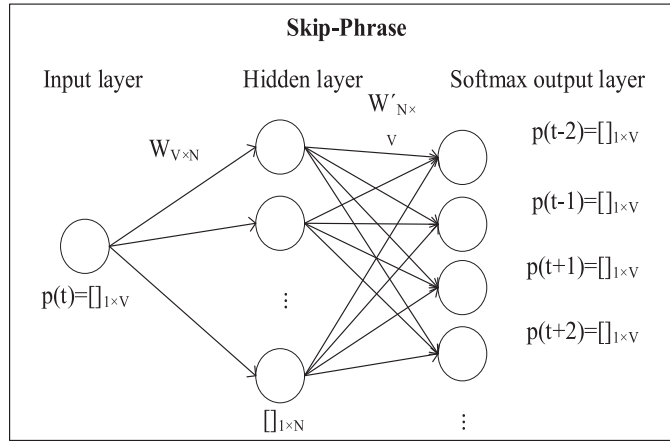 Skip-Phrase
Input layer
Hidden layer
Softmax output layer
W′N×
V
WV×N
p(t-2)=[]1×V
p(t-1)=[]1×V
p(t+1)=[]1×V
p(t+2)=[]1×V
p(t)=[]1×V
⋮
[]1×N
⋮